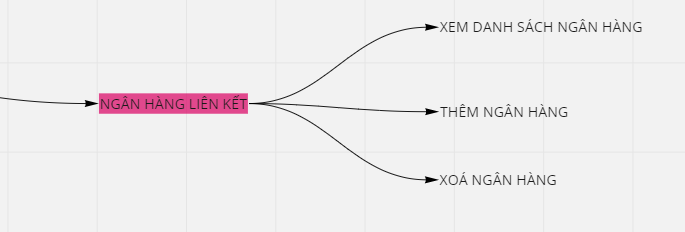 XEM DANH SÁCH NGÂN HÀNG
NGÂN HÀNG LIÊN KẾT
THÊM NGÂN HÀNG
XOÁ NGÂN HÀNG